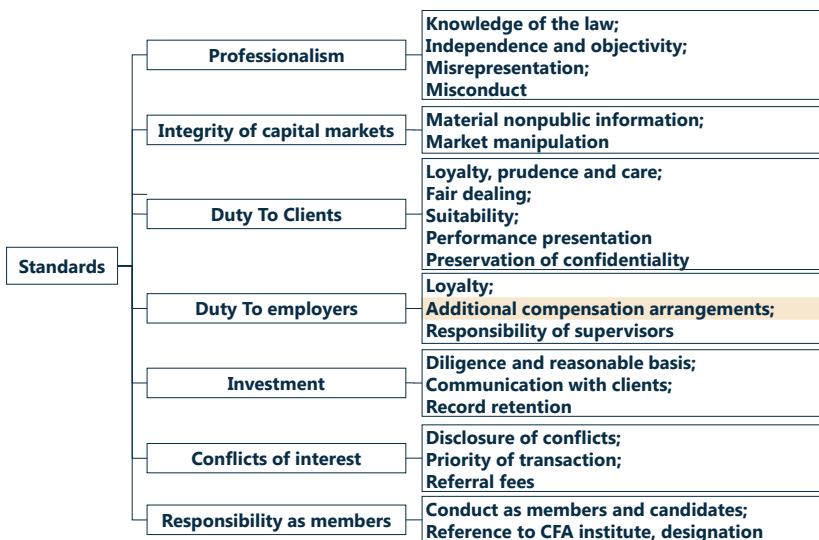 Standards
Professionalism
Knowledge of the law;
Independence and objectivity;
Misrepresentation;
Misconduct
Integrity of capital markets
Material nonpublic information;
Market manipulation
Duty To Clients
Loyalty, prudence and care;
Fair dealing;
Suitability;
Performance presentation
Preservation of confidentiality
Duty To employers
Loyalty;
Additional compensation arrangements;
Responsibility of supervisors
Investment
Diligence and reasonable basis;
Communication with clients;
Record retention
Conflicts of interest
Disclosure of conflicts;
Priority of transaction;
Referral fees
Responsibility as members
Conduct as members and candidates;
Reference to CFA institute, designation